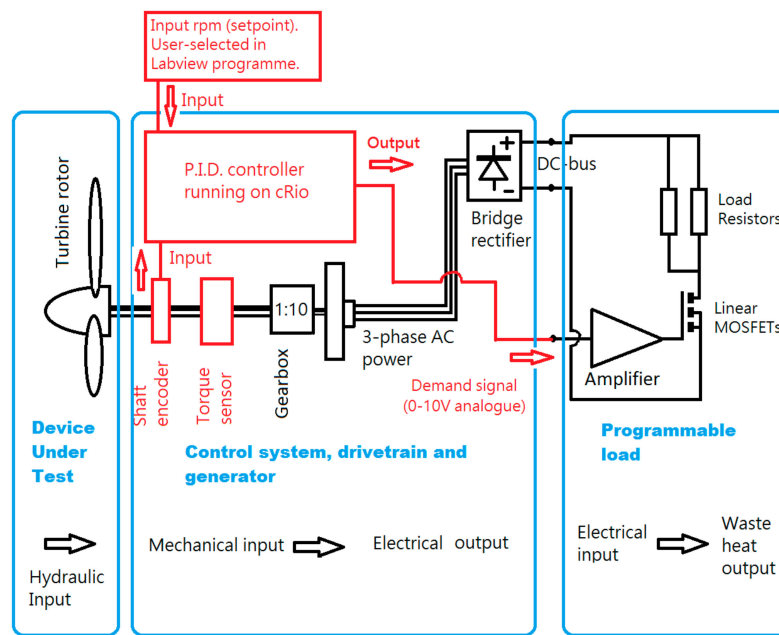 Input rpm (setpoint).
User-selected in
Labview programme.
Input
Output
P.I.D. controller
running on cRio
Input
Turbine rotor
Shaft
encoder
Torque
sensor
1:10
Gearbox
3-phase AC
power
+
-
Bridge
rectifier
DC-bus
Load
Resistors
Linear
MOSFETs
Amplifier
Demand signal
(0-10V analogue)
Device
Under
Test
Control system, drivetrain and
generator
Programmable
load
Hydraulic
Input
Mechanical input
Electrical output
Electrical
input
Waste
heat
output